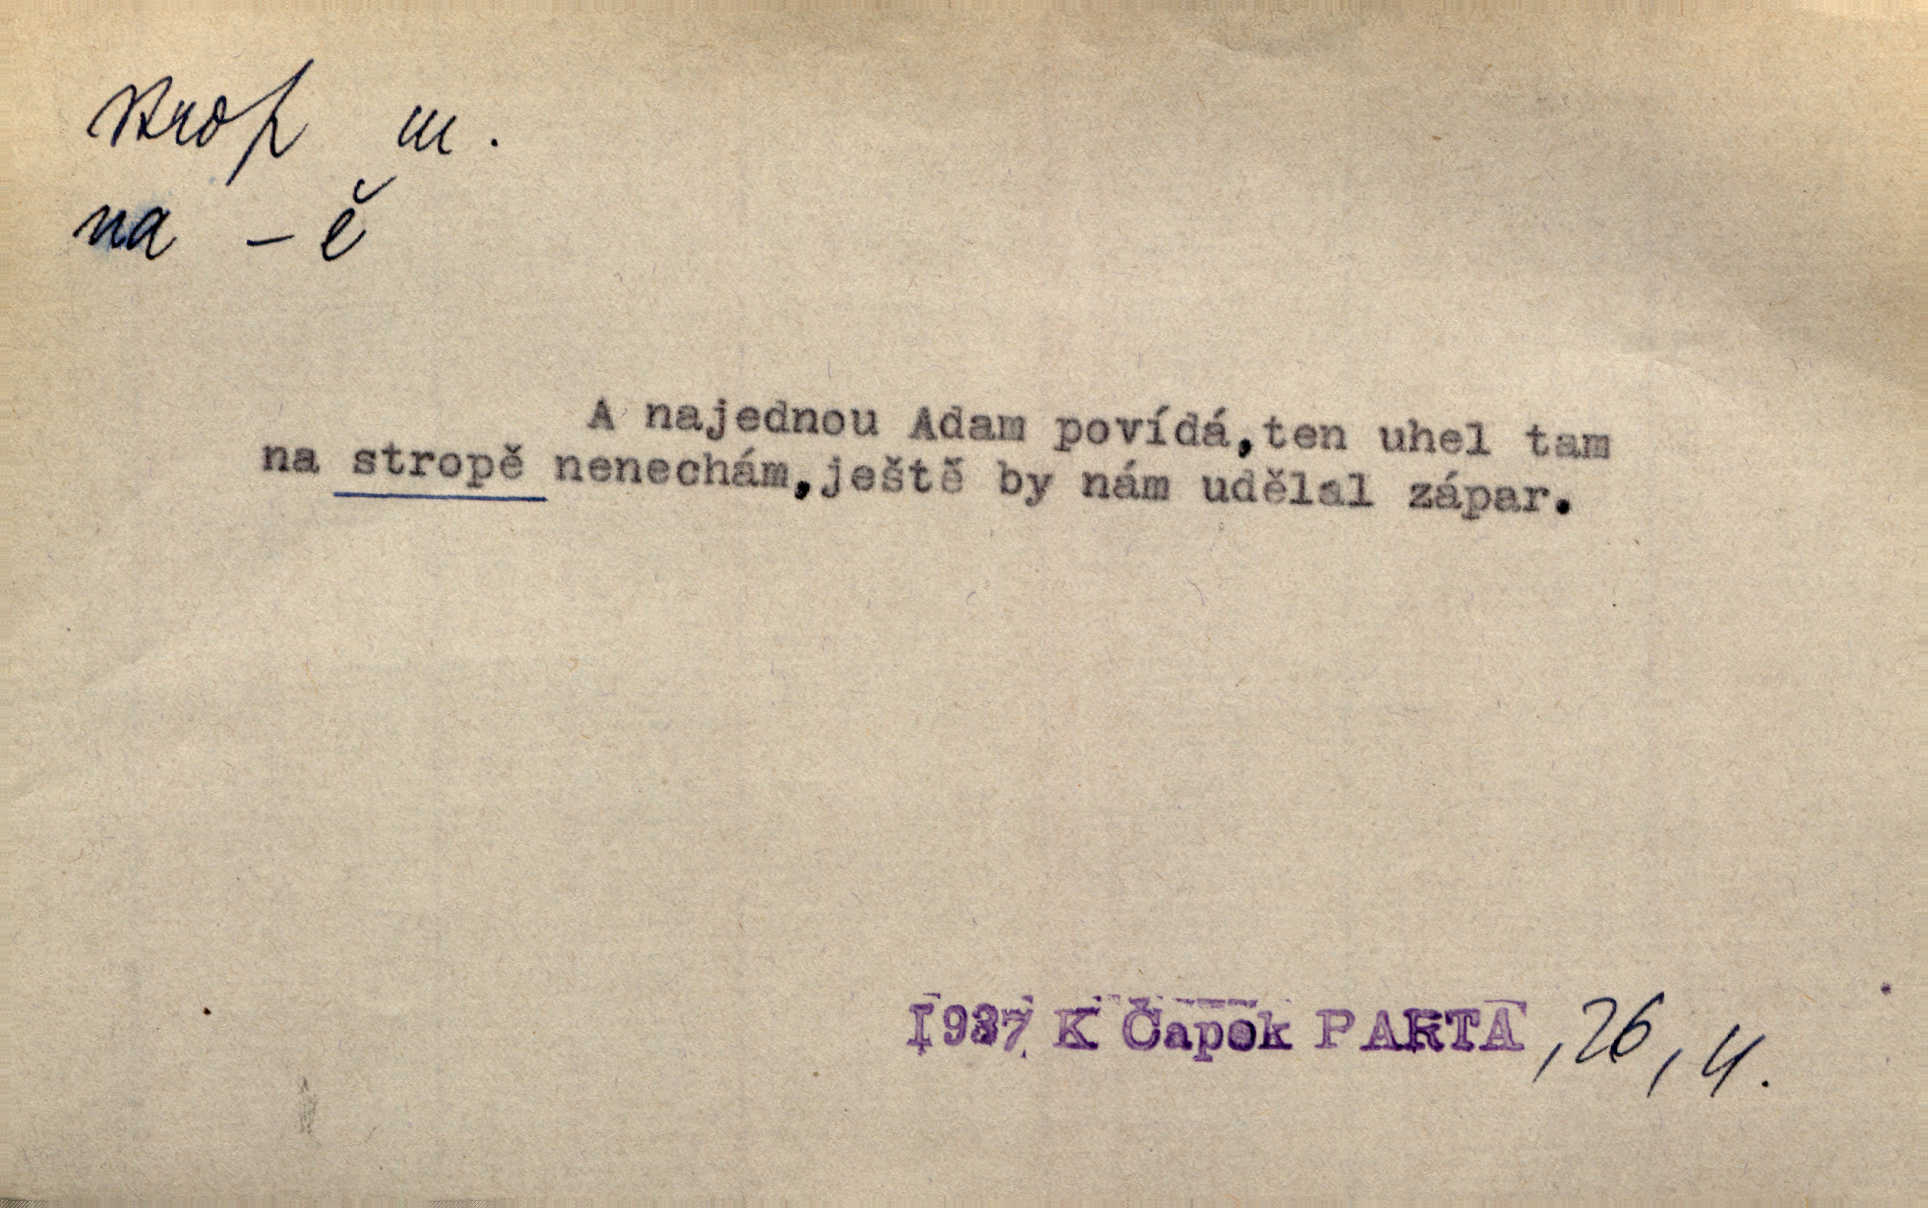 strop m.
na - ě
A najednou Adam povídá,ten uhel tam
na stropě nenechám,ještě by nám udělal zápar.
I937 K Čapek PARTA , 26 , 4.